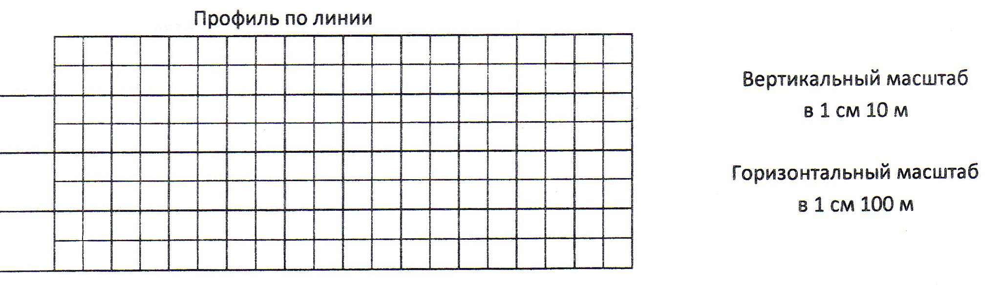 Профиль по линии
Вертикальный масштаб
в 1 см 10 м
Горизонтальный масштаб
в 1 см 100 м